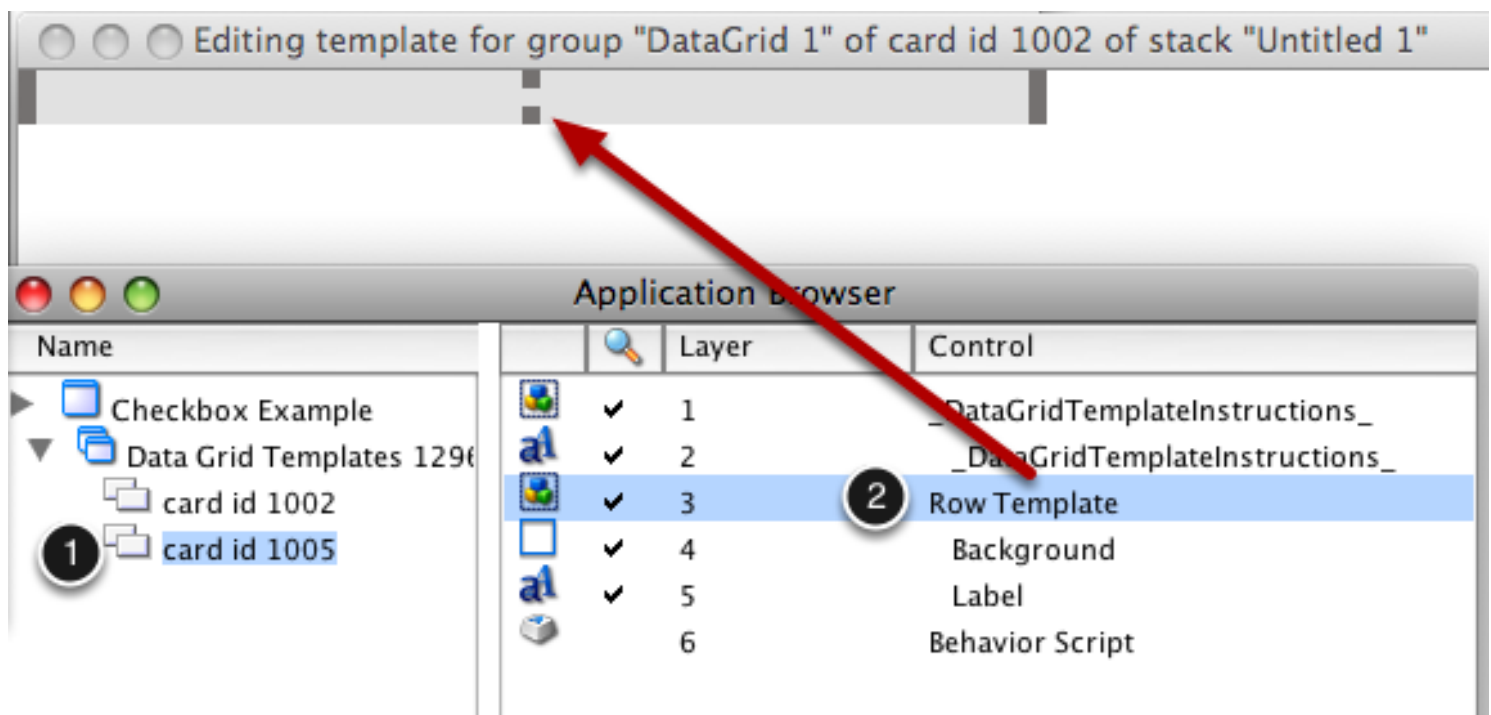 Editing template for group "DataGrid 1" of card id 1002 of stack "Untitled 1"
Application Browser
Name
Layer
Control
Checkbox Example
Data Grid Templates 1296
card id 1002
1 card id 1005
1 _DataGridTemplateInstructions_
2 _DataGridTemplateInstructions_
3 2 Row Template
4 Background
5 Label
6 Behavior Script